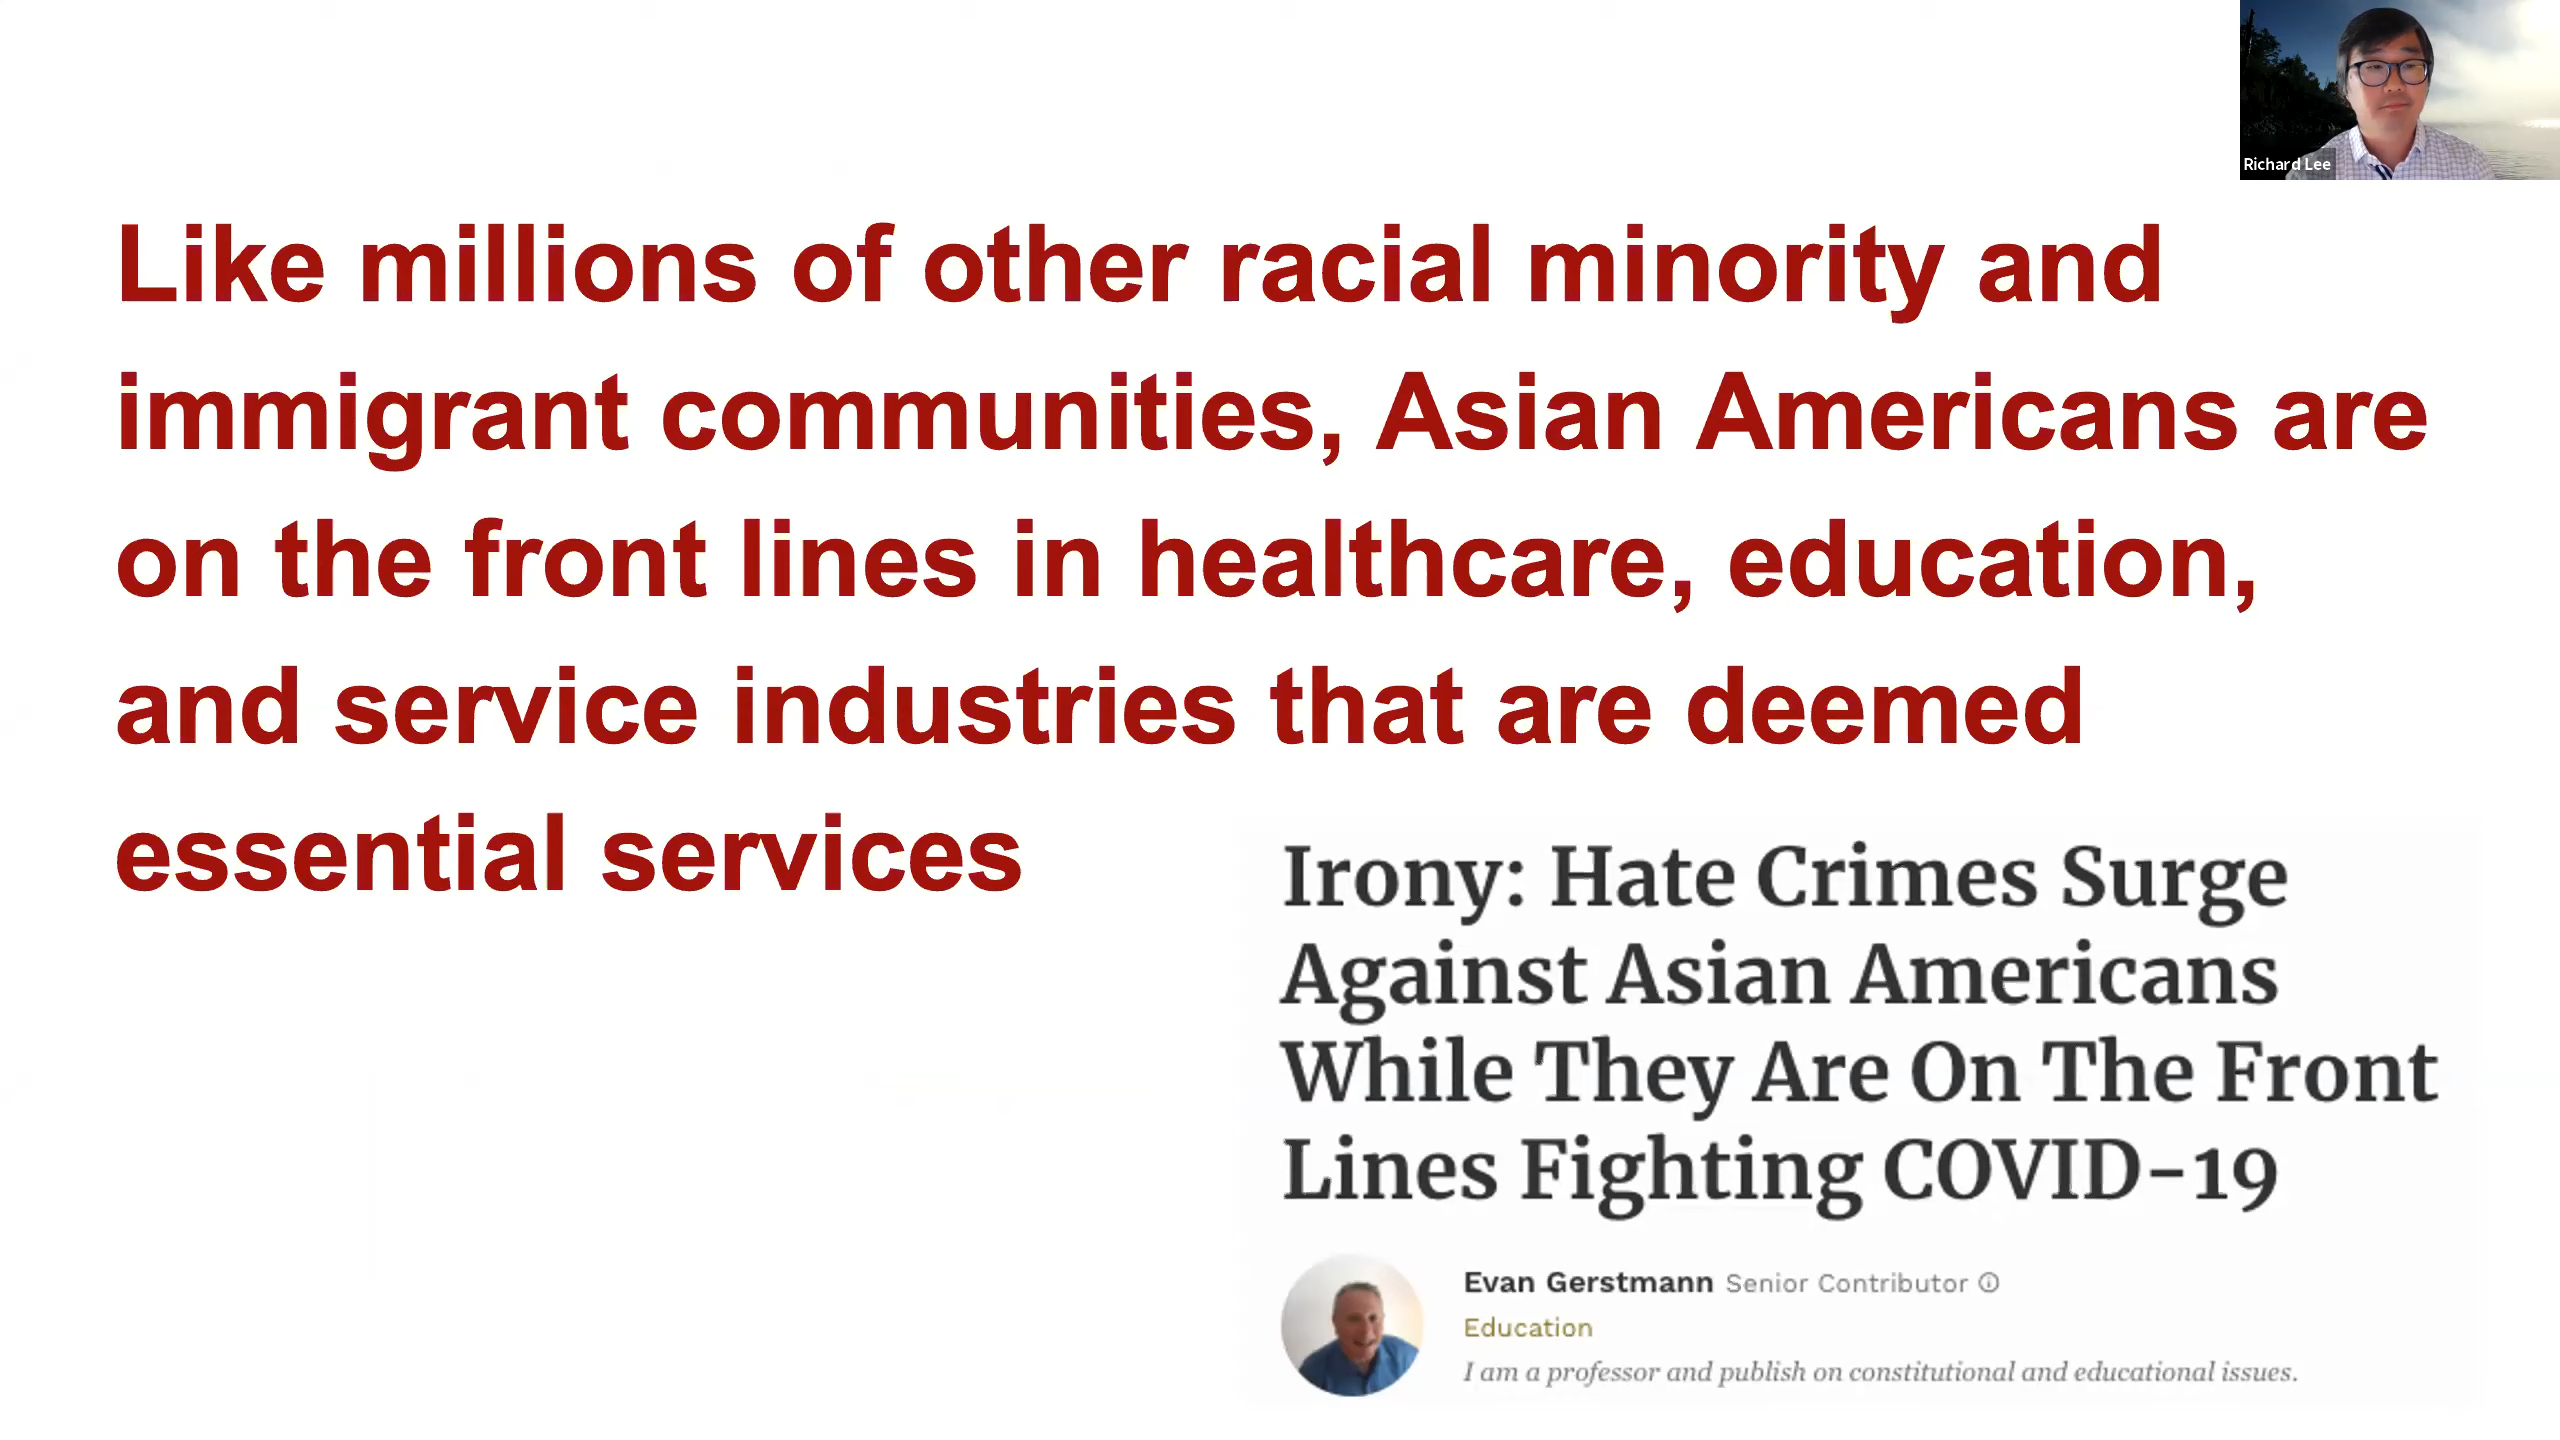 Richard Lee
Like millions of other racial minority and
immigrant communities, Asian Americans are
on the front lines in healthcare, education,
and service industries that are deemed
essential services
Irony: Hate Crimes Surge
Against Asian Americans
While They Are On The Front
Lines Fighting COVID-19
Evan Gerstmann Senior Contributor
Education
I am a professor and publish on constitutional and educational issues.